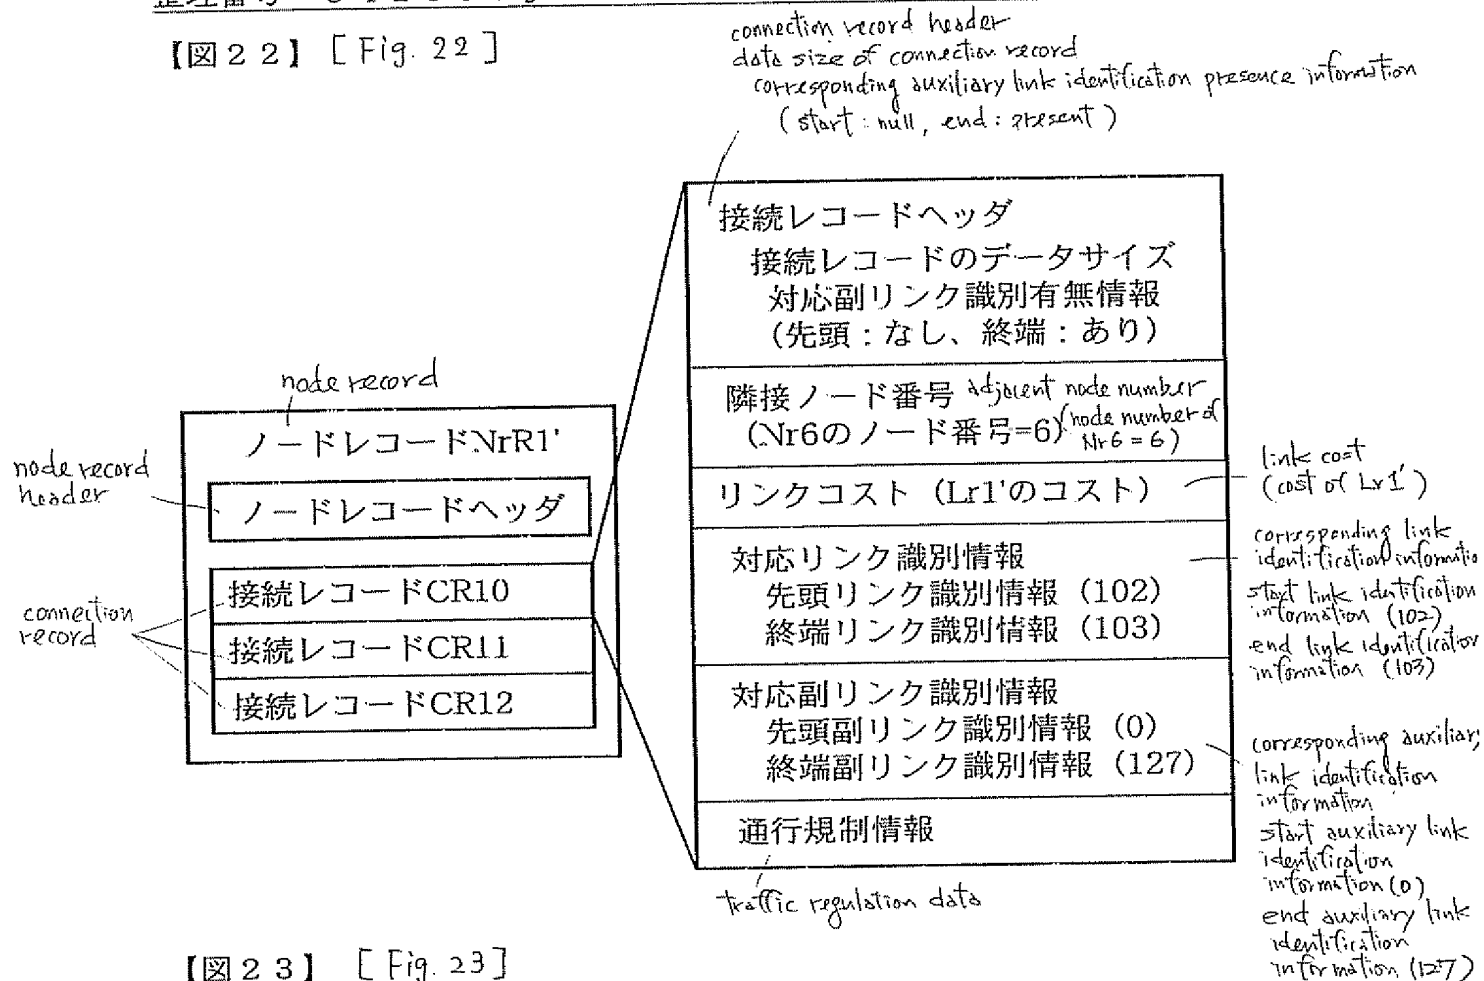 【図２２】 [Fig. 22]
connection record header
data size of connection record
corresponding auxiliary link identification presence information
(start : null, end : present)
接続レコードヘッダ
接続レコードのデータサイズ
対応副リンク識別有無情報
（先頭：なし、終端：あり）
隣接ノード番号 adjacent node number
（Nr6のノード番号=6） (node number of
Nr6 = 6)
リンクコスト（Lr1'のコスト）
link cost
(cost of Lr1')
対応リンク識別情報
先頭リンク識別情報（102）
終端リンク識別情報（103）
corresponding link
identification informatio
start link identification
information (102)
end link identification
information (103)
対応副リンク識別情報
先頭副リンク識別情報（0）
終端副リンク識別情報（127）
corresponding auxiliary
link identification
information
start auxiliary link
identification
information (0)
end auxiliary link
identification
information (127)
通行規制情報
traffic regulation data
node record
ノードレコードNrR1'
node record
header
ノードレコードヘッダ
connection
record
接続レコードCR10
接続レコードCR11
接続レコードCR12
【図２３】 [Fig. 23]